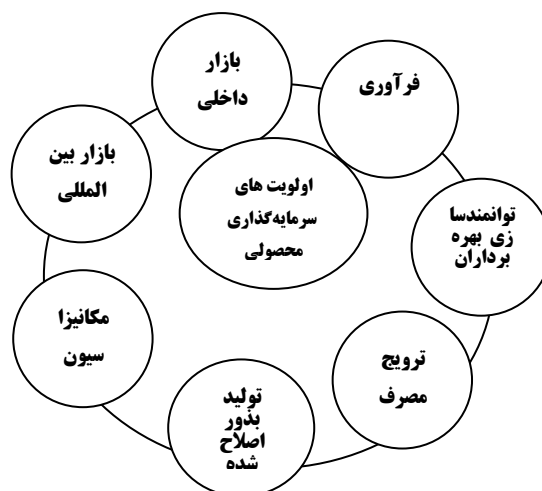 بازار
داخلی
فرآوری
توانمندسا
زی بهره
برداران
ترویج
مصرف
تولید
بذور
اصلاح
شده
مکانیزا
سیون
بازار بین
المللی
اولویت های
سرمایه‌گذاری
محصولی